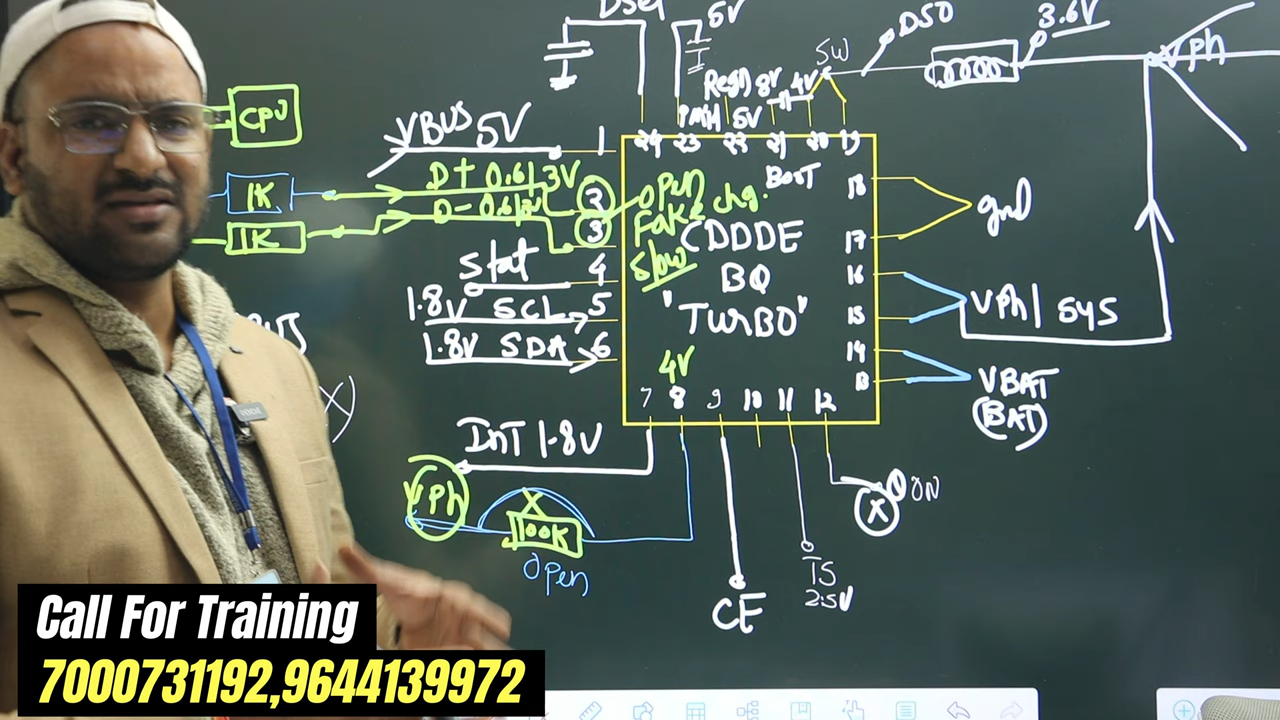 5V
3.6V
DSO
SW
Vph
8V
4V
PMH
5V
CPU
VBUS 5V
1
24
23
22
21
20
19
D+ 0.6/3V
2
open
BooT
18
1K
D- 0.6/
3
Fake chg.
gnd
17
1K
CDDDE
Stat
4
Slow
BQ
16
1.8V SCL
5
"TurBO"
VPh/ SYS
15
1.8V SDA
6
4V
14
VBAT
(BAT)
13
(X)
7
8
9
10
11
12
InT 1.8V
VPh
X
100K
open
X
ON
TS
2.5V
CE
Call For Training
7000731192,9644139972